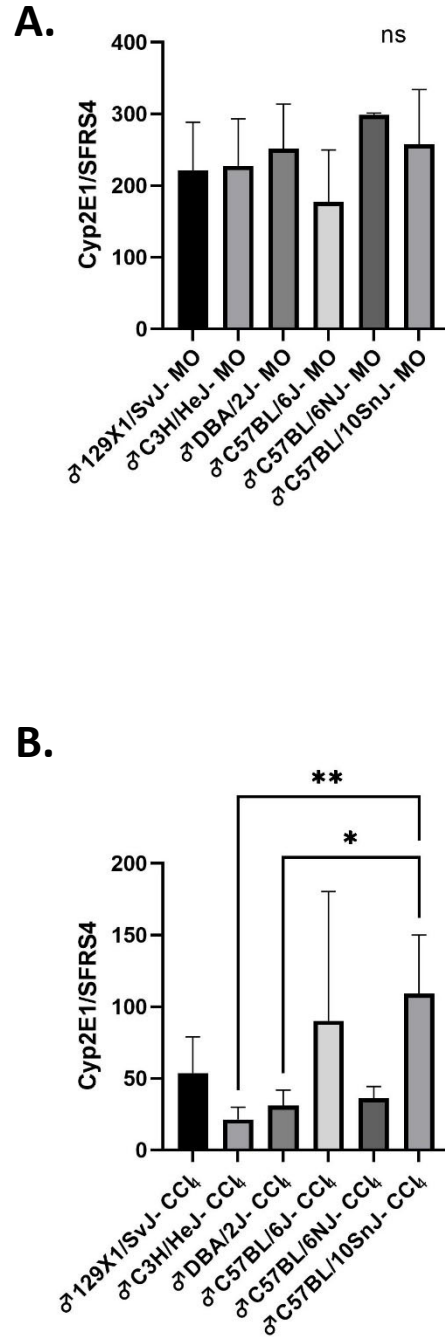 A.
ns
Cyp2E1/SFRS4
400
300
200
100
0
♂129X1/SvJ- MO
♂C3H/HeJ- MO
♂DBA/2J- MO
♂C57BL/6J- MO
♂C57BL/6NJ- MO
♂C57BL/10SnJ- MO
B.
**
*
Cyp2E1/SFRS4
200
150
100
50
0
♂129X1/SvJ- CCl₄
♂C3H/HeJ- CCl₄
♂DBA/2J- CCl₄
♂C57BL/6J- CCl₄
♂C57BL/6NJ- CCl₄
♂C57BL/10SnJ- CCl₄